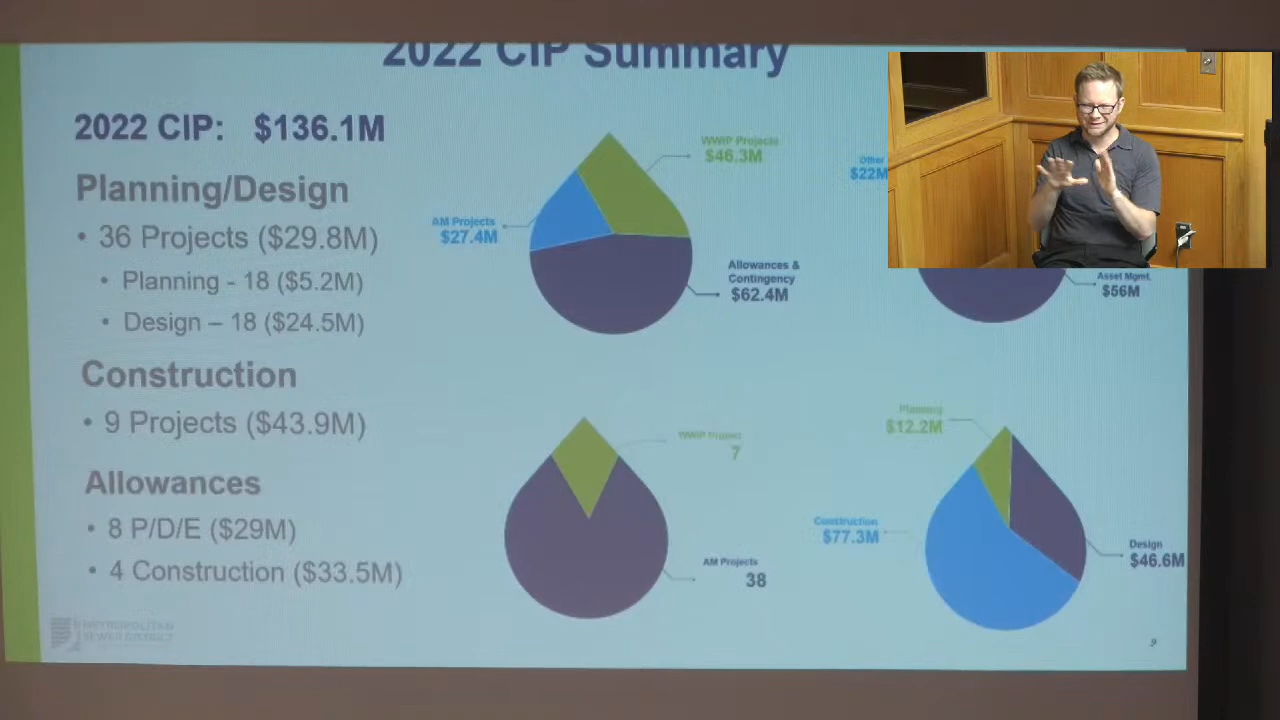 2022 CIP Summary
2022 CIP: $136.1M
Planning/Design
• 36 Projects ($29.8M)
• Planning - 18 ($5.2M)
• Design – 18 ($24.5M)
Construction
• 9 Projects ($43.9M)
Allowances
• 8 P/D/E ($29M)
• 4 Construction ($33.5M)
METROPOLITAN
SEWER DISTRICT
WWIP Projects
$46.3M
AM Projects
$27.4M
Allowances &
Contingency
$62.4M
Other
$22M
Asset Mgmt.
$56M
WWIP Project
7
AM Projects
38
Planning
$12.2M
Construction
$77.3M
Design
$46.6M
9